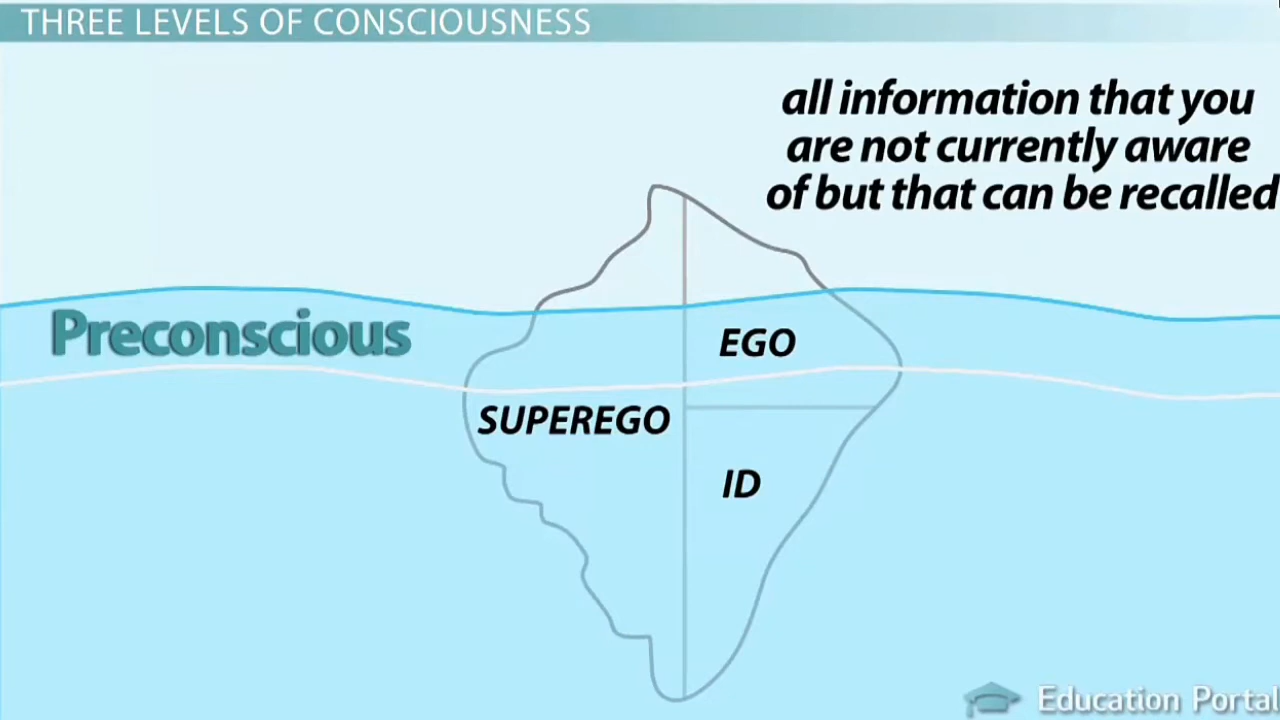 THREE LEVELS OF CONSCIOUSNESS
all information that you
are not currently aware
of but that can be recalled
Preconscious
EGO
SUPEREGO
ID
Education Portal